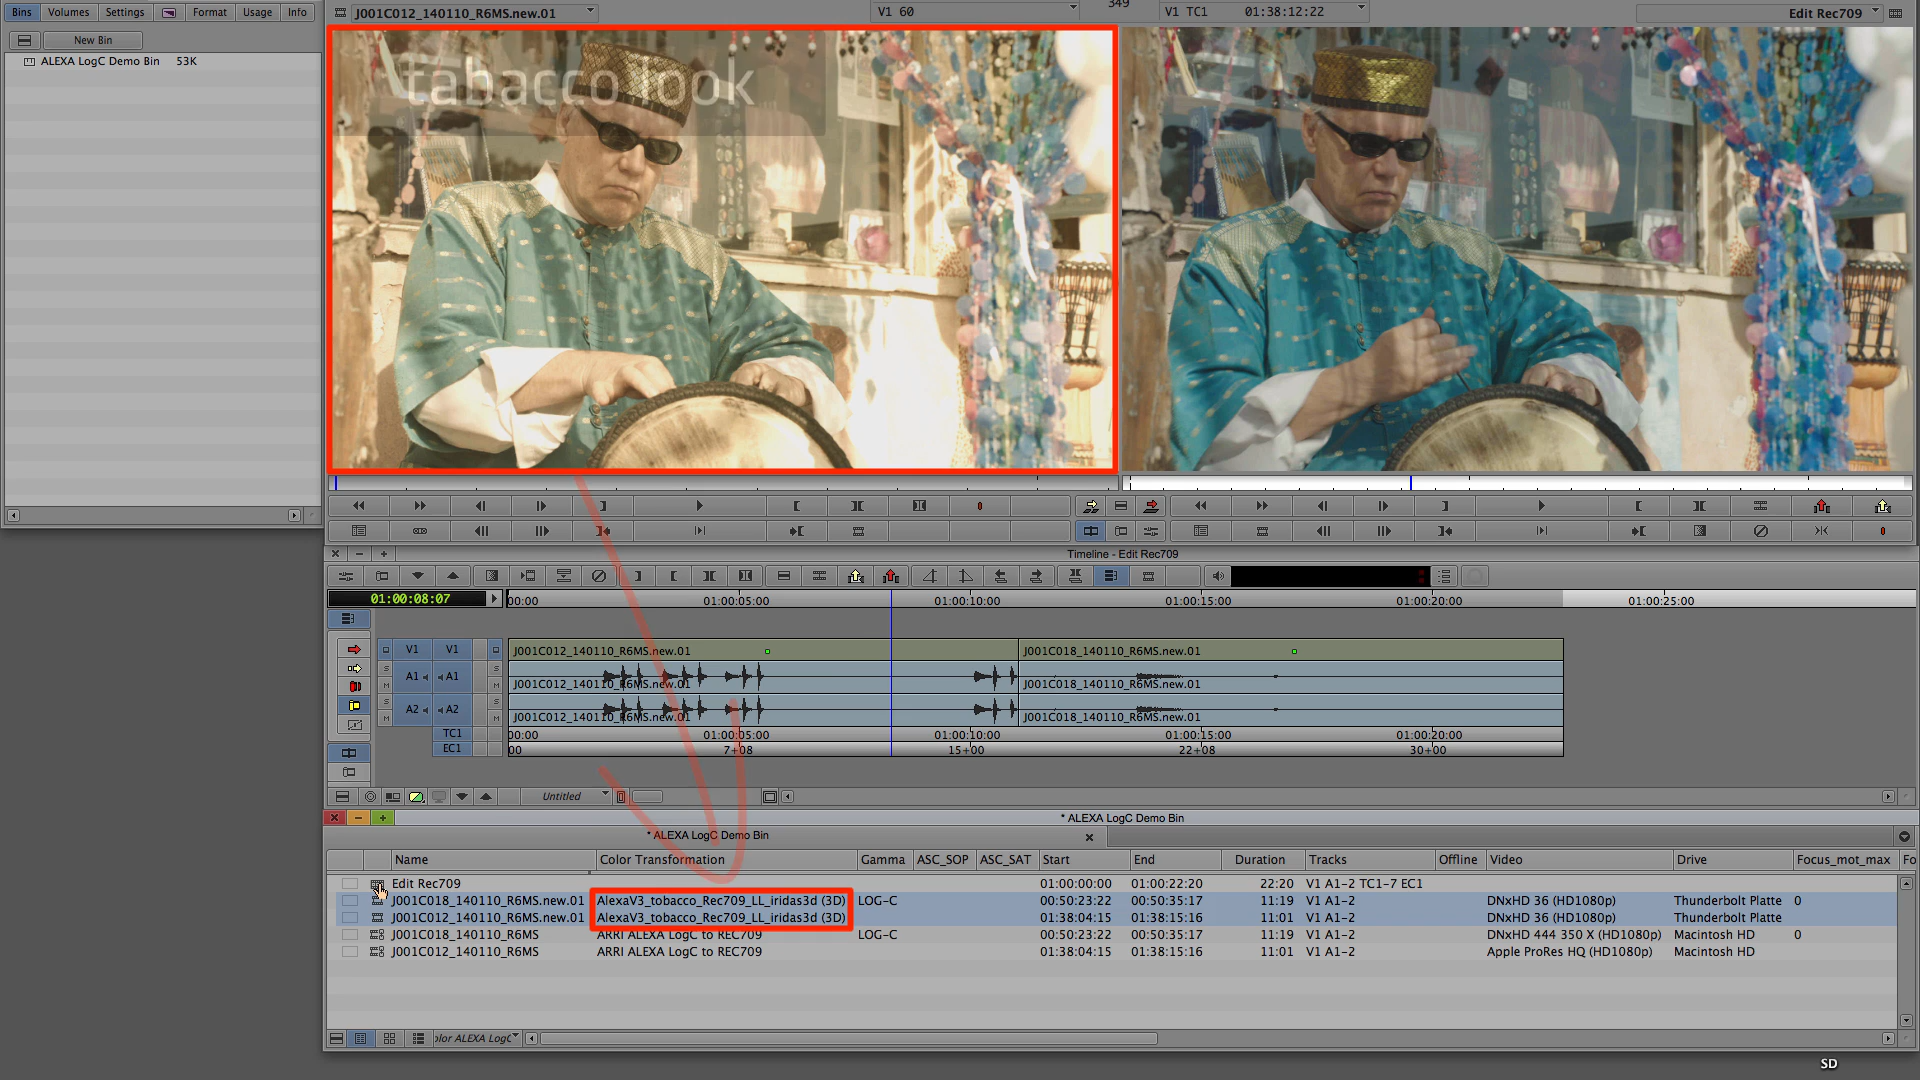 Bins Volumes Settings Format Usage Info
New Bin
ALEXA LogC Demo Bin 53K
J001C012_140110_R6MS.new.01
V1 60
349
V1 TC1 01:38:12:22
Edit Rec709
tabacco look
Timeline - Edit Rec709
01:00:08:07
00:00 01:00:05:00 01:00:10:00 01:00:15:00 01:00:20:00 01:00:25:00
V1 V1 J001C012_140110_R6MS.new.01 J001C018_140110_R6MS.new.01
S S
A1 A1
M M
J001C012_140110_R6MS.new.01 J001C018_140110_R6MS.new.01
S S
A2 A2
M M
J001C012_140110_R6MS.new.01 J001C018_140110_R6MS.new.01
TC1 00:00 01:00:05:00 01:00:10:00 01:00:15:00 01:00:20:00
EC1 00 7+08 15+00 22+08 30+00
Untitled
* ALEXA LogC Demo Bin
* ALEXA LogC Demo Bin
Name Color Transformation Gamma ASC_SOP ASC_SAT Start End Duration Tracks Offline Video Drive Focus_mot_max Fo
Edit Rec709 01:00:00:00 01:00:22:20 22:20 V1 A1-2 TC1-7 EC1
J001C018_140110_R6MS.new.01 AlexaV3_tobacco_Rec709_LL_iridas3d (3D) LOG-C 00:50:23:22 00:50:35:17 11:19 V1 A1-2 DNxHD 36 (HD1080p) Thunderbolt Platte 0
J001C012_140110_R6MS.new.01 AlexaV3_tobacco_Rec709_LL_iridas3d (3D) 01:38:04:15 01:38:15:16 11:01 V1 A1-2 DNxHD 36 (HD1080p) Thunderbolt Platte
J001C018_140110_R6MS ARRI ALEXA LogC to REC709 LOG-C 00:50:23:22 00:50:35:17 11:19 V1 A1-2 DNxHD 444 350 X (HD1080p) Macintosh HD 0
J001C012_140110_R6MS ARRI ALEXA LogC to REC709 01:38:04:15 01:38:15:16 11:01 V1 A1-2 Apple ProRes HQ (HD1080p) Macintosh HD
olor ALEXA LogC
SD